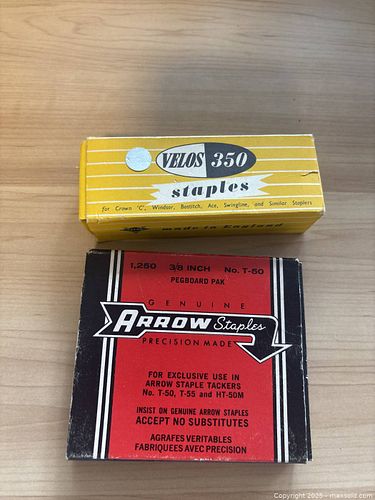 VELOS 350
staples
for Crown 'C', Windsor, Bostitch, Ace, Swingline, and Similar Staplers
made in England
1,250 3/8 INCH No. T-50
PEGBOARD PAK
GENUINE
ARROW Staples
PRECISION MADE
FOR EXCLUSIVE USE IN
ARROW STAPLE TACKERS
No. T-50, T-55 and HT-50M
INSIST ON GENUINE ARROW STAPLES
ACCEPT NO SUBSTITUTES
AGRAFES VERITABLES
FABRIQUEES AVEC PRECISION
Copyright 2025 - maxsold.com